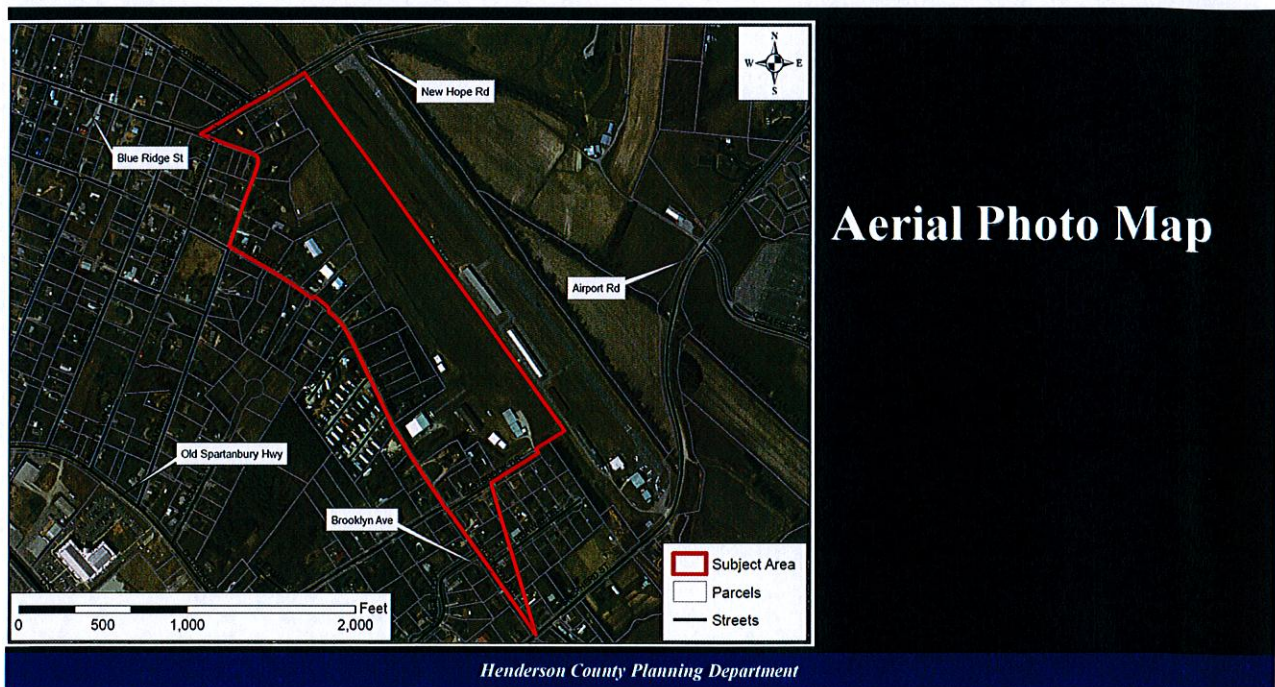 N
W E
S
New Hope Rd
Blue Ridge St
Aerial Photo Map
Airport Rd
Old Spartanbury Hwy
Brooklyn Ave
Subject Area
Parcels
Streets
Feet
0 500 1,000 2,000
Henderson County Planning Department